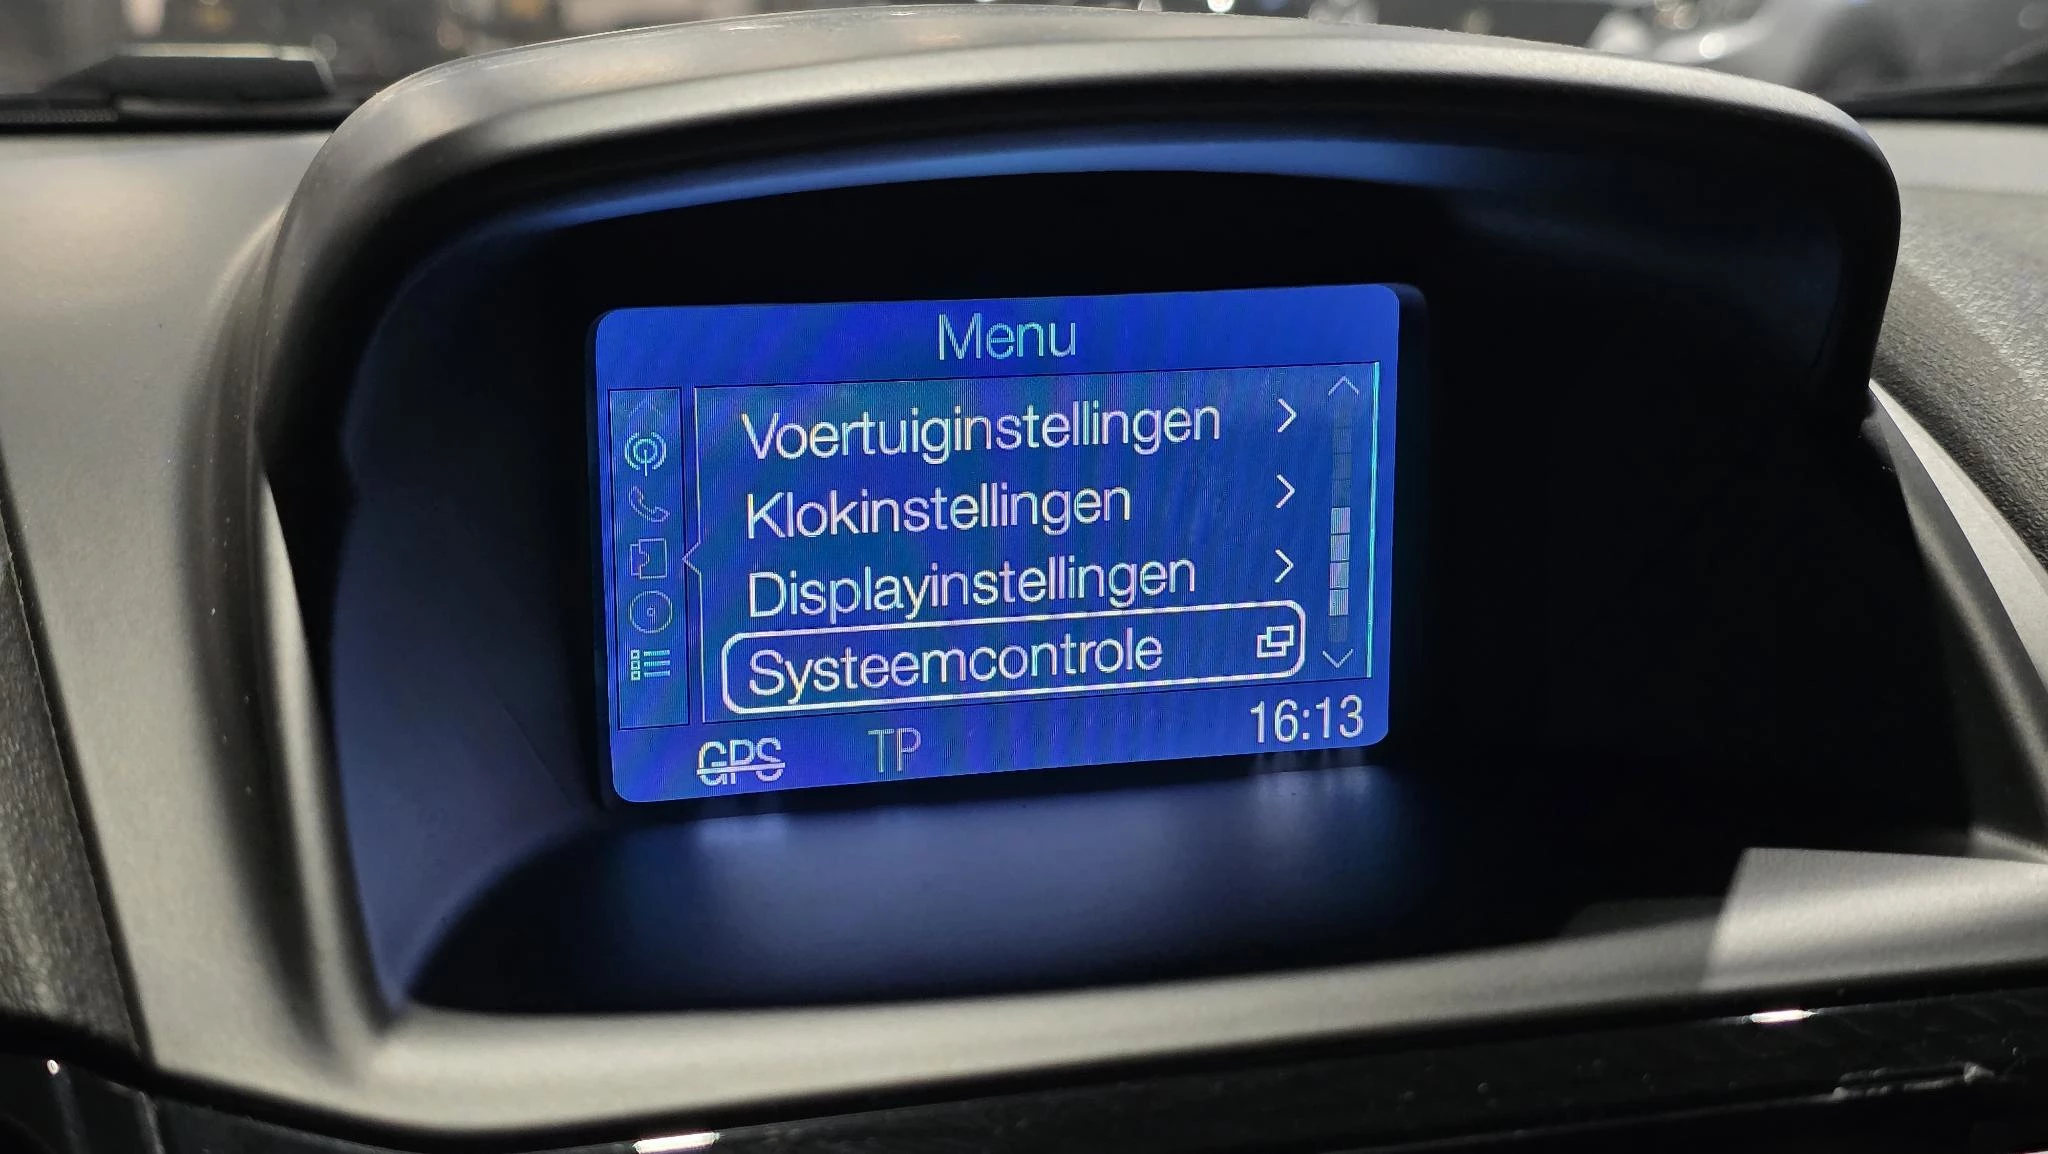 Menu
Voertuiginstellingen
Klokinstellingen
Displayinstellingen
Systeemcontrole
GPS TP 16:13